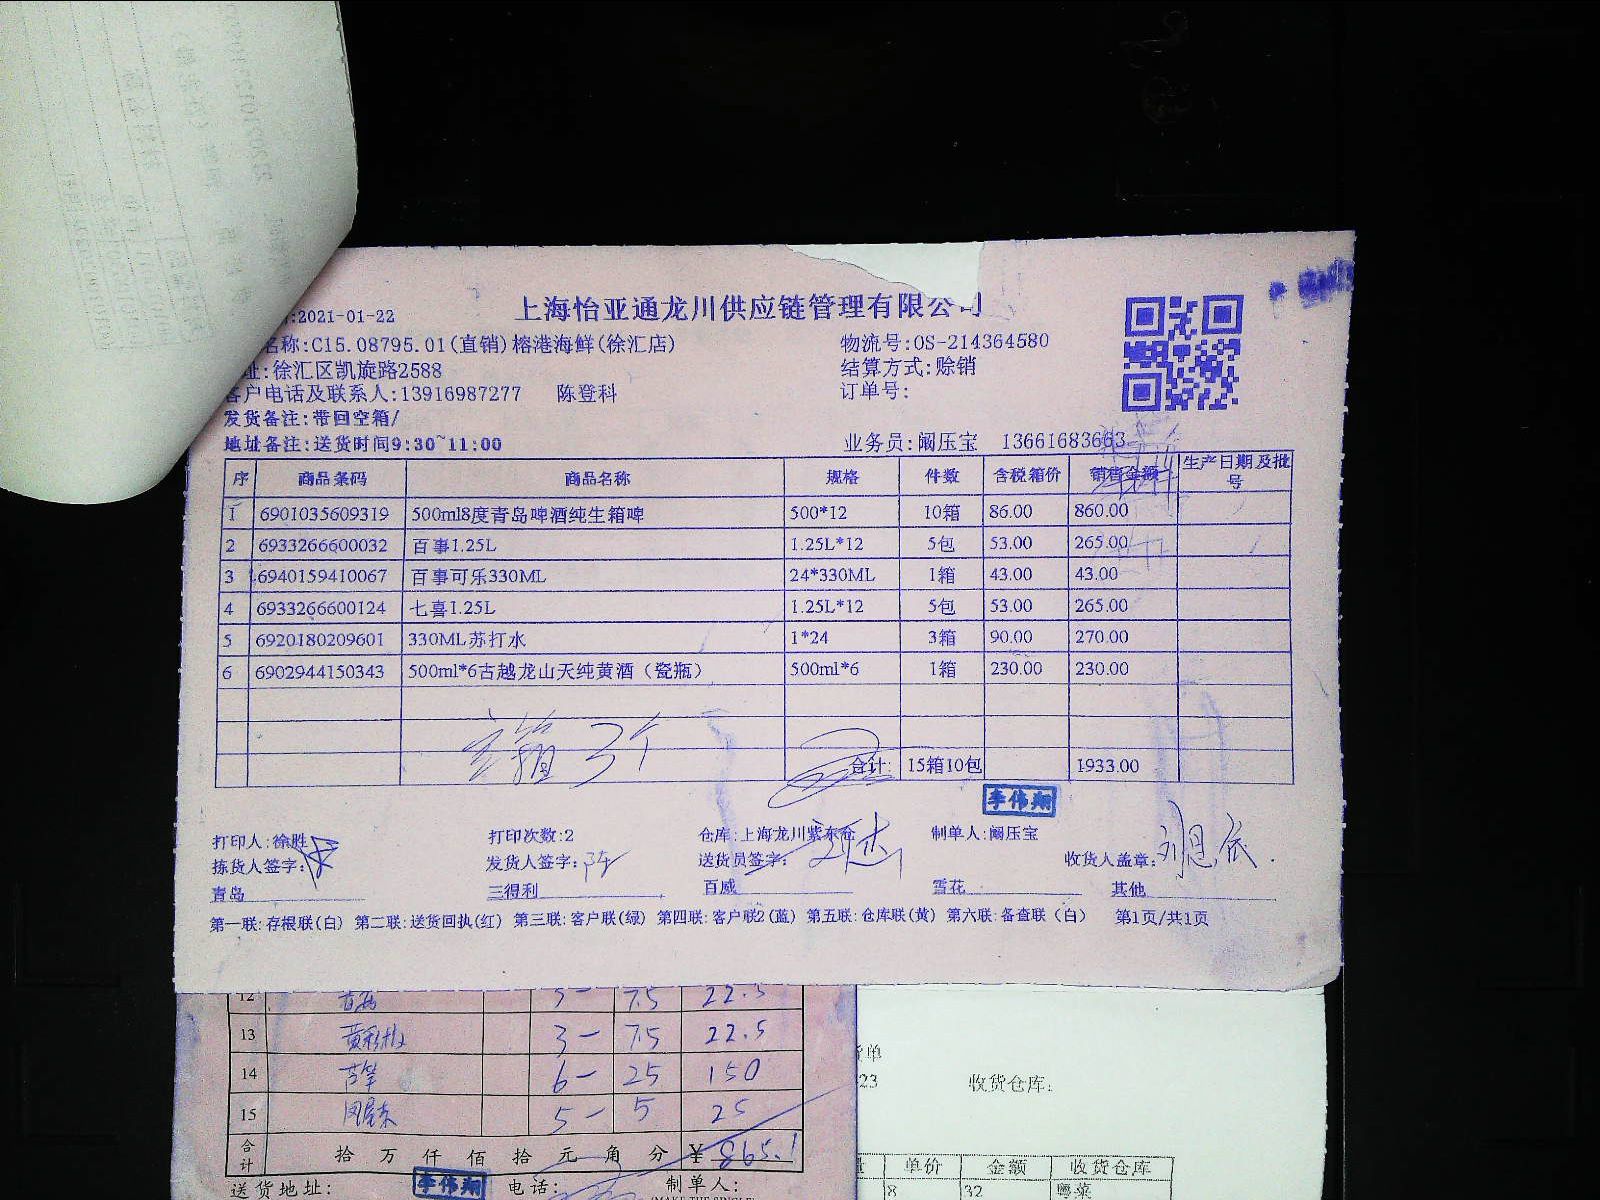 :2021-01-22
上海怡亚通龙川供应链管理有限公司
名称:C15.08795.01(直销)榕港海鲜(徐汇店)
物流号:OS-214364580
址:徐汇区凯旋路2588
结算方式:赊销
客户电话及联系人:13916987277 陈登科
订单号:
发货备注:带回空箱/
地址备注:送货时间9:30~11:00
业务员:阚压宝 13661683663
序 商品条码 商品名称 规格 件数 含税箱价 销售金额 生产日期及批号
1 6901035609319 500ml8度青岛啤酒纯生箱啤 500*12 10箱 86.00 860.00
2 6933266600032 百事1.25L 1.25L*12 5包 53.00 265.00
3 6940159410067 百事可乐330ML 24*330ML 1箱 43.00 43.00
4 6933266600124 七喜1.25L 1.25L*12 5包 53.00 265.00
5 6920180209601 330ML苏打水 1*24 3箱 90.00 270.00
6 6902944150343 500ml*6古越龙山天纯黄酒（瓷瓶） 500ml*6 1箱 230.00 230.00
空箱3个
合计: 15箱10包 1933.00
李伟翔
打印人:徐胜 打印次数:2 仓库:上海龙川紫东仓 制单人:阚压宝
拣货人签字: 发货人签字: 送货员签字: 收货人盖章:
青岛 三得利 百威 雪花 其他
第一联:存根联(白) 第二联:送货回执(红) 第三联:客户联(绿) 第四联:客户联2(蓝) 第五联:仓库联(黄) 第六联:备查联（白） 第1页/共1页
12 7.5 22.5
13 黄彩椒 3- 7.5 22.5
14 芦笋 6- 25 150
15 5- 5 25
合计 拾 万 仟 佰 拾 元 角 分 ¥ 865.1
送货地址: 李伟翔 电话: 制单人:
货单
23 收货仓库:
单价 金额 收货仓库
8 32 粤菜